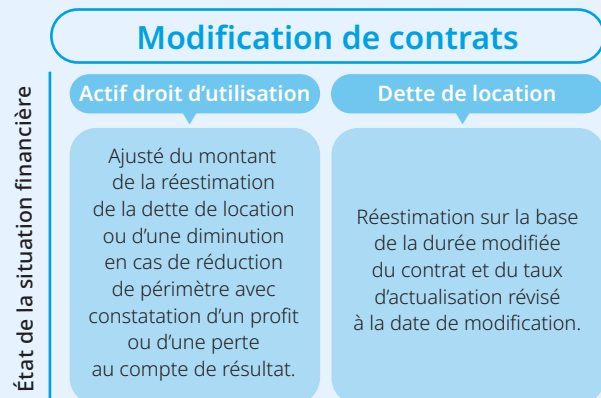 Modification de contrats
État de la situation financière
Actif droit d'utilisation
Ajusté du montant
de la réestimation
de la dette de location
ou d'une diminution
en cas de réduction
de périmètre avec
constatation d'un profit
ou d'une perte
au compte de résultat.
Dette de location
Réestimation sur la base
de la durée modifiée
du contrat et du taux
d'actualisation révisé
à la date de modification.